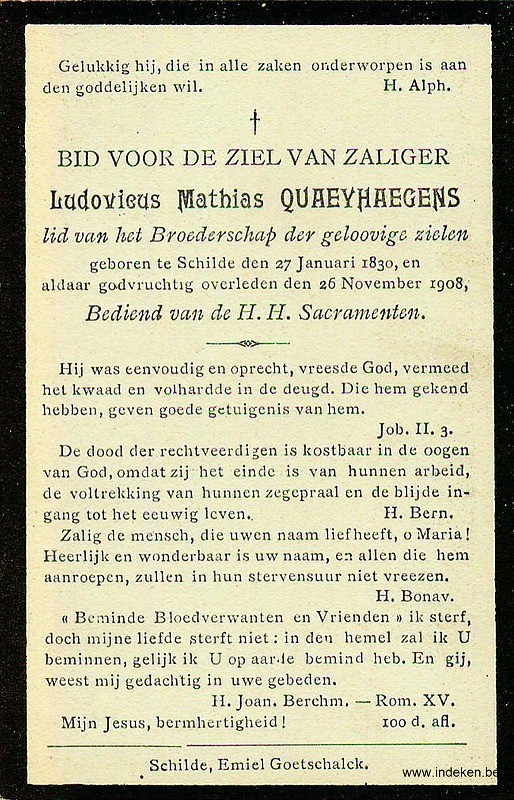 Gelukkig hij, die in alle zaken onderworpen is aan
den goddelijken wil. H. Alph.
†
BID VOOR DE ZIEL VAN ZALIGER
Ludovicus Mathias QUAEYHAEGENS
lid van het Broederschap der geloovige zielen
geboren te Schilde den 27 Januari 1830, en
aldaar godvruchtig overleden den 26 November 1908,
Bediend van de H. H. Sacramenten.
Hij was eenvoudig en oprecht, vreesde God, vermeed
het kwaad en volhardde in de deugd. Die hem gekend
hebben, geven goede getuigenis van hem.
Job. II. 3.
De dood der rechtveerdigen is kostbaar in de oogen
van God, omdat zij het einde is van hunnen arbeid,
de voltrekking van hunnen zegepraal en de blijde in-
gang tot het eeuwig leven. H. Bern.
Zalig de mensch, die uwen naam liefheeft, o Maria!
Heerlijk en wonderbaar is uw naam, en allen die hem
aanroepen, zullen in hun stervensuur niet vreezen.
H. Bonav.
« Beminde Bloedverwanten en Vrienden » ik sterf,
doch mijne liefde sterft niet: in den hemel zal ik U
beminnen, gelijk ik U op aarde bemind heb. En gij,
weest mij gedachtig in uwe gebeden.
H. Joan. Berchm. — Rom. XV.
Mijn Jesus, bermhertigheid! 100 d. afl.
Schilde, Emiel Goetschalck.
www.indeken.be